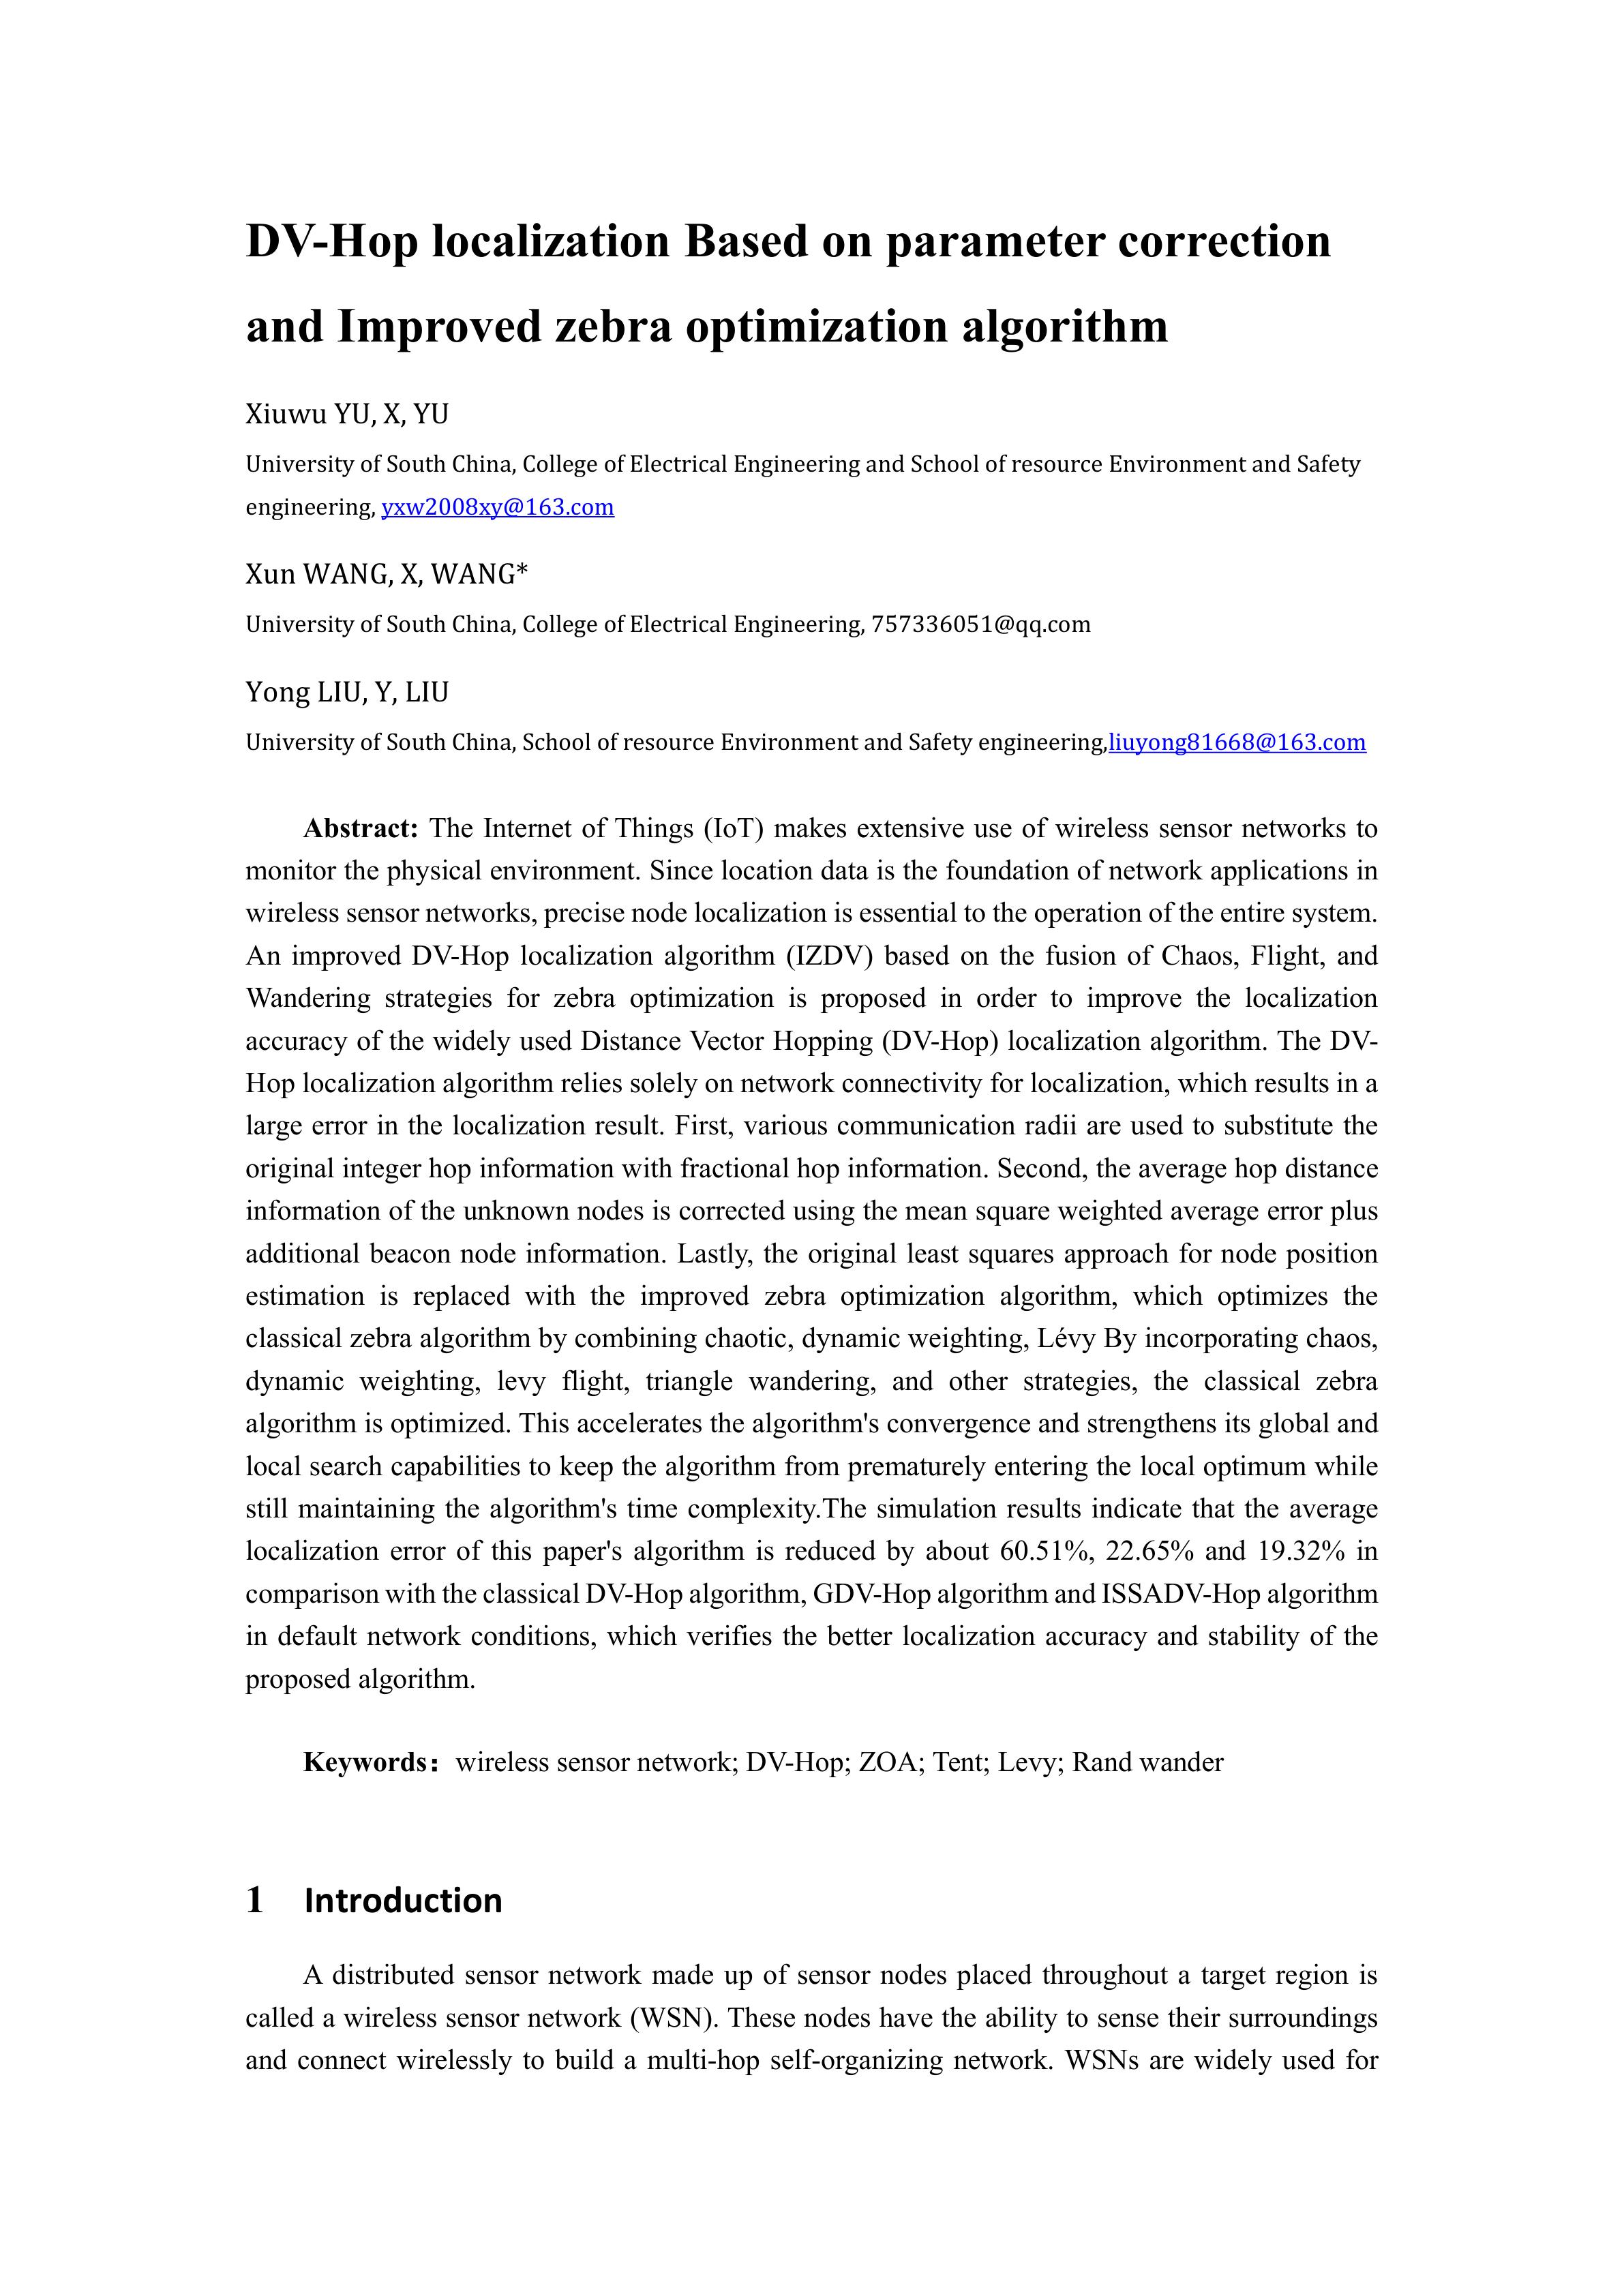 DV-Hop localization Based on parameter correction
and Improved zebra optimization algorithm
Xiuwu YU, X, YU
University of South China, College of Electrical Engineering and School of resource Environment and Safety
engineering, yxw2008xy@163.com
Xun WANG, X, WANG*
University of South China, College of Electrical Engineering, 757336051@qq.com
Yong LIU, Y, LIU
University of South China, School of resource Environment and Safety engineering,liuyong81668@163.com
Abstract: The Internet of Things (IoT) makes extensive use of wireless sensor networks to
monitor the physical environment. Since location data is the foundation of network applications in
wireless sensor networks, precise node localization is essential to the operation of the entire system.
An improved DV-Hop localization algorithm (IZDV) based on the fusion of Chaos, Flight, and
Wandering strategies for zebra optimization is proposed in order to improve the localization
accuracy of the widely used Distance Vector Hopping (DV-Hop) localization algorithm. The DV-
Hop localization algorithm relies solely on network connectivity for localization, which results in a
large error in the localization result. First, various communication radii are used to substitute the
original integer hop information with fractional hop information. Second, the average hop distance
information of the unknown nodes is corrected using the mean square weighted average error plus
additional beacon node information. Lastly, the original least squares approach for node position
estimation is replaced with the improved zebra optimization algorithm, which optimizes the
classical zebra algorithm by combining chaotic, dynamic weighting, Lévy By incorporating chaos,
dynamic weighting, levy flight, triangle wandering, and other strategies, the classical zebra
algorithm is optimized. This accelerates the algorithm's convergence and strengthens its global and
local search capabilities to keep the algorithm from prematurely entering the local optimum while
still maintaining the algorithm's time complexity.The simulation results indicate that the average
localization error of this paper's algorithm is reduced by about 60.51%, 22.65% and 19.32% in
comparison with the classical DV-Hop algorithm, GDV-Hop algorithm and ISSADV-Hop algorithm
in default network conditions, which verifies the better localization accuracy and stability of the
proposed algorithm.
Keywords：wireless sensor network; DV-Hop; ZOA; Tent; Levy; Rand wander
1 Introduction
A distributed sensor network made up of sensor nodes placed throughout a target region is
called a wireless sensor network (WSN). These nodes have the ability to sense their surroundings
and connect wirelessly to build a multi-hop self-organizing network. WSNs are widely used for